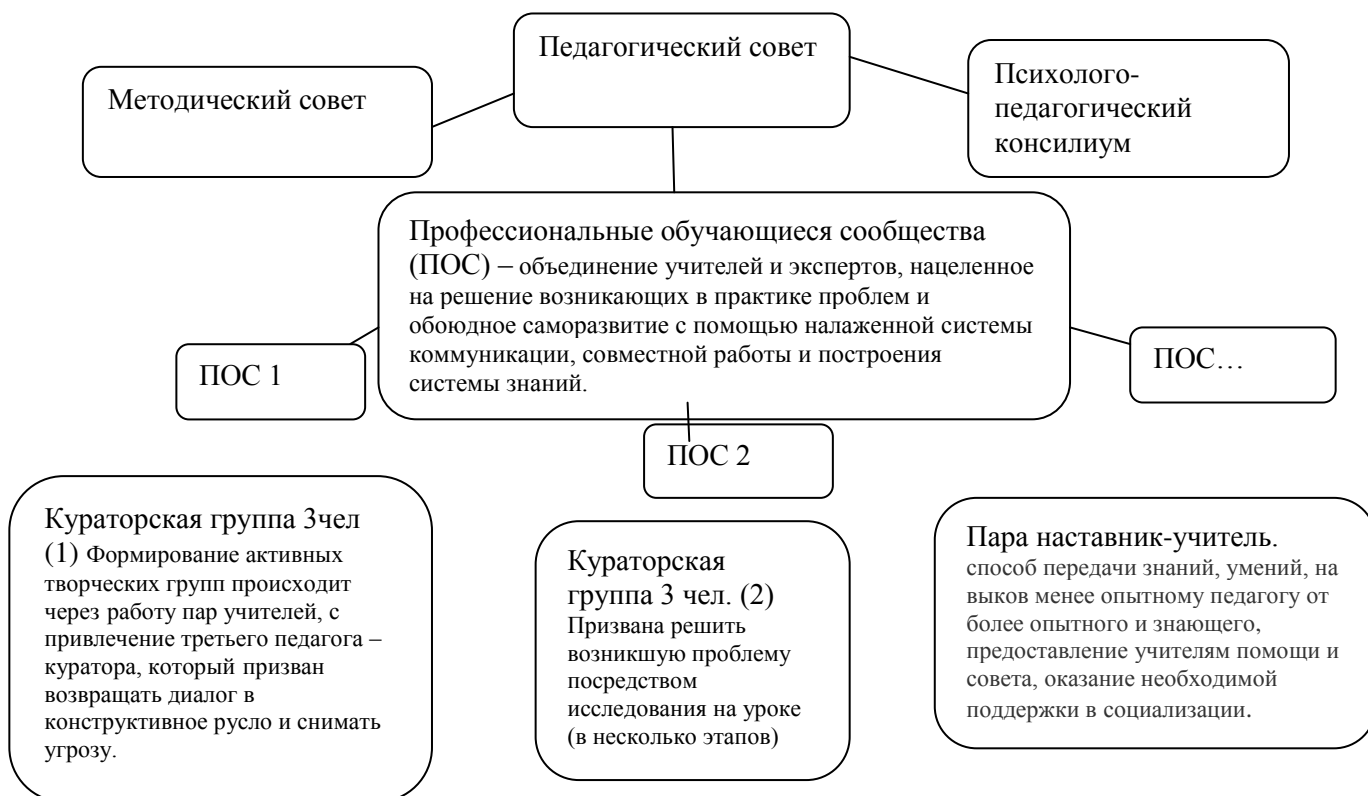 Педагогический совет
Методический совет
Психолого-
педагогический
консилиум
Профессиональные обучающиеся сообщества
(ПОС) – объединение учителей и экспертов, нацеленное
на решение возникающих в практике проблем и
обоюдное саморазвитие с помощью налаженной системы
коммуникации, совместной работы и построения
системы знаний.
ПОС 1
ПОС…
ПОС 2
Кураторская группа 3чел
(1) Формирование активных
творческих групп происходит
через работу пар учителей, с
привлечение третьего педагога –
куратора, который призван
возвращать диалог в
конструктивное русло и снимать
угрозу.
Кураторская
группа 3 чел. (2)
Призвана решить
возникшую проблему
посредством
исследования на уроке
(в несколько этапов)
Пара наставник-учитель.
способ передачи знаний, умений, на
выков менее опытному педагогу от
более опытного и знающего,
предоставление учителям помощи и
совета, оказание необходимой
поддержки в социализации.